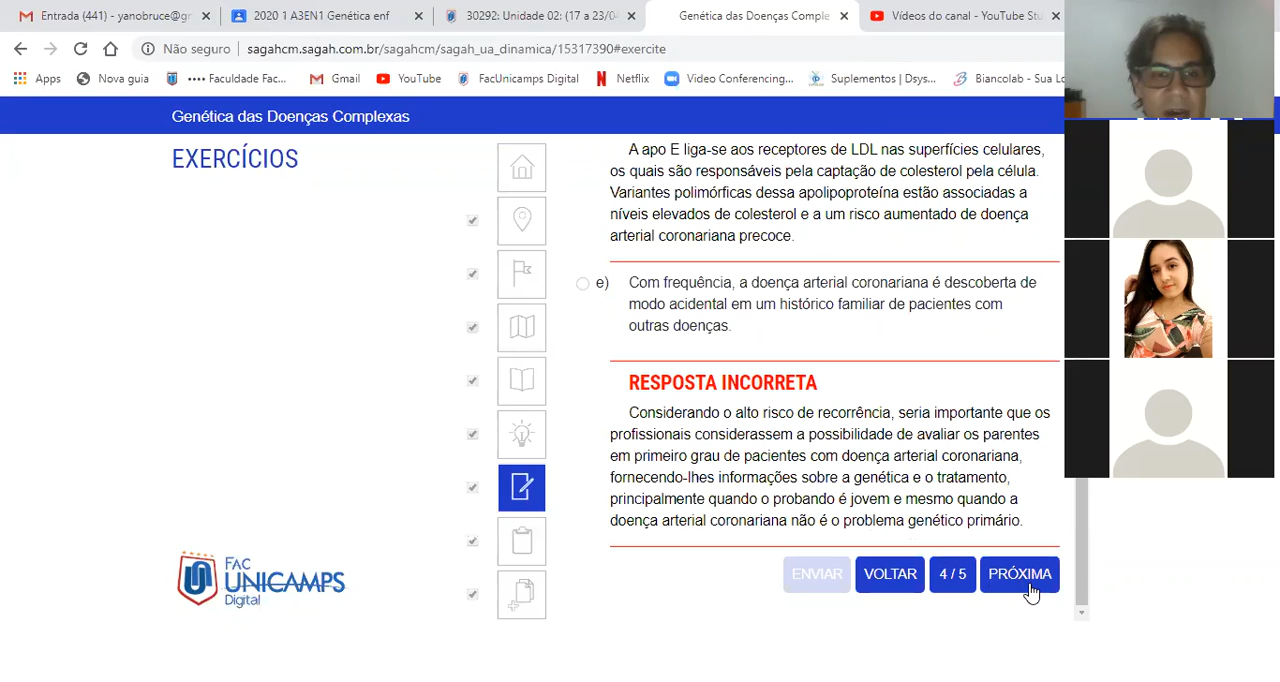 Entrada (441) - yanobruce@gr
2020 1 A3EN1 Genética enf
30292: Unidade 02: (17 a 23/04
Genética das Doenças Comple
Vídeos do canal - YouTube Stu
Não seguro
sagahcm.sagah.com.br/sagahcm/sagah_ua_dinamica/15317390#exercite
Apps
Nova guia
•••• Faculdade Fac...
Gmail
YouTube
FacUnicamps Digital
Netflix
Video Conferencing...
Suplementos | Dsys...
Biancolab - Sua Lo
Genética das Doenças Complexas
EXERCÍCIOS
A apo E liga-se aos receptores de LDL nas superfícies celulares,
os quais são responsáveis pela captação de colesterol pela célula.
Variantes polimórficas dessa apolipoproteína estão associadas a
níveis elevados de colesterol e a um risco aumentado de doença
arterial coronariana precoce.
e) Com frequência, a doença arterial coronariana é descoberta de
modo acidental em um histórico familiar de pacientes com
outras doenças.
RESPOSTA INCORRETA
Considerando o alto risco de recorrência, seria importante que os
profissionais considerassem a possibilidade de avaliar os parentes
em primeiro grau de pacientes com doença arterial coronariana,
fornecendo-lhes informações sobre a genética e o tratamento,
principalmente quando o probando é jovem e mesmo quando a
doença arterial coronariana não é o problema genético primário.
FAC
UNICAMPS
Digital
ENVIAR
VOLTAR
4 / 5
PRÓXIMA